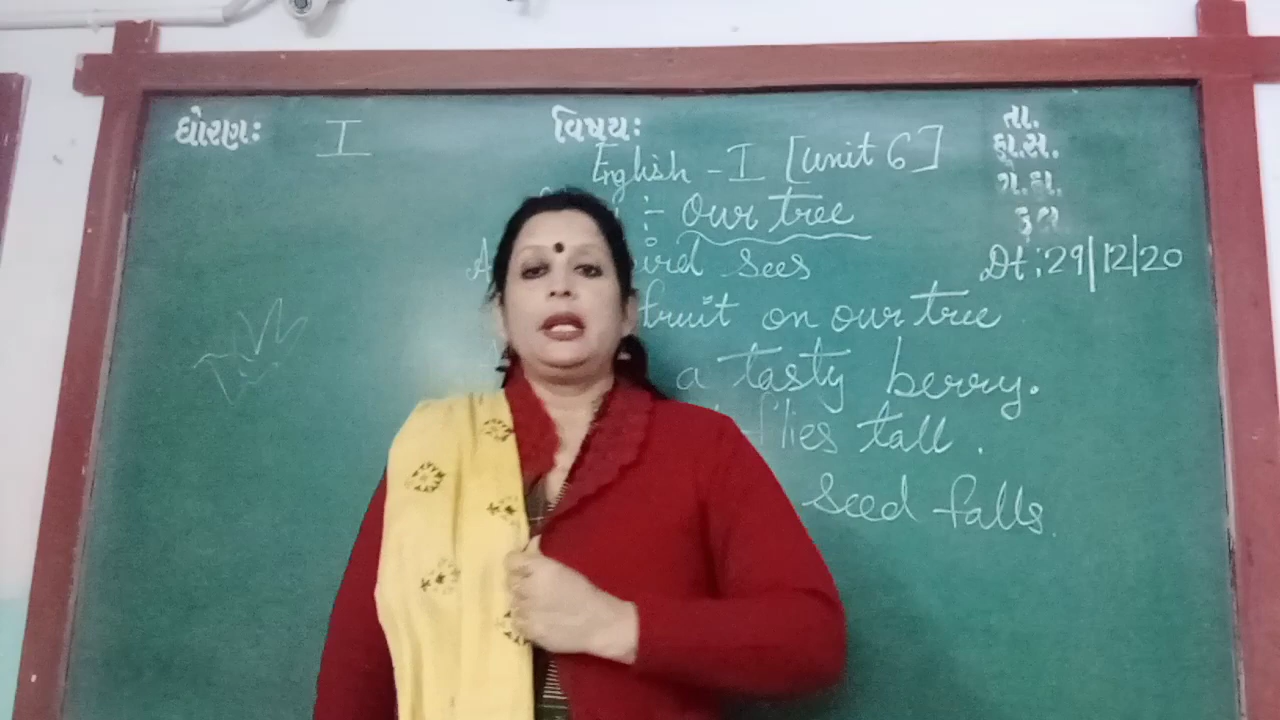 ધોરણ: I વિષય: તા.
English - I [unit 6] હા.સ.
ગે.હા.
:- Our tree કુલ
sees Dt:29/12/20
fruit on our tree
a tasty berry.
flies tall.
seed falls.